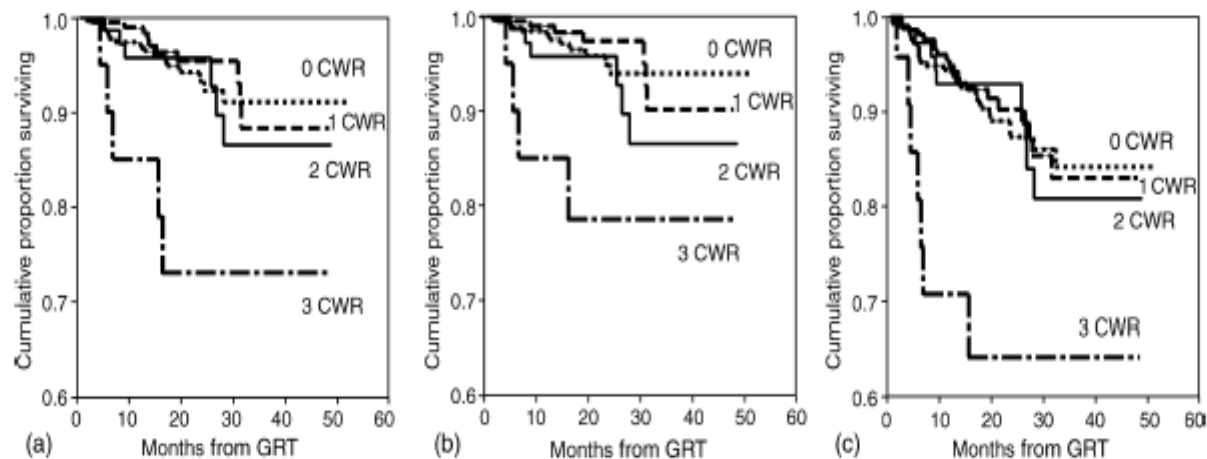 Cumulative proportion surviving
1.0
0.9
0.8
0.7
0.6
0 CWR
1 CWR
2 CWR
3 CWR
0 10 20 30 40 50 60
(a) Months from GRT
Cumulative proportion surviving
1.0
0.9
0.8
0.7
0.6
0 CWR
1 CWR
2 CWR
3 CWR
0 10 20 30 40 50 60
(b) Months from GRT
Cumulative proportion surviving
1.0
0.9
0.8
0.7
0.6
0 CWR
1 CWR
2 CWR
3 CWR
0 10 20 30 40 50 60
(c) Months from GRT